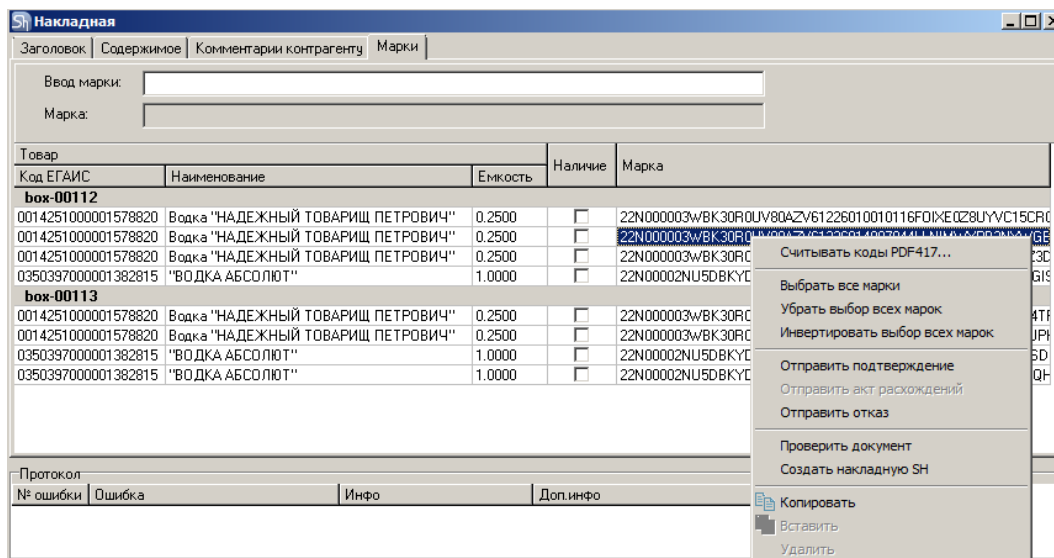 Sh Накладная
Заголовок Содержимое Комментарии контрагенту Марки
Ввод марки:
Марка:
Товар Наличие Марка
Код ЕГАИС Наименование Емкость
box-00112
0014251000001578820 Водка "НАДЕЖНЫЙ ТОВАРИЩ ПЕТРОВИЧ" 0.2500
0014251000001578820 Водка "НАДЕЖНЫЙ ТОВАРИЩ ПЕТРОВИЧ" 0.2500
0014251000001578820 Водка "НАДЕЖНЫЙ ТОВАРИЩ ПЕТРОВИЧ" 0.2500
0350397000001382815 "ВОДКА АБСОЛЮТ" 1.0000 22N00002NU5DBKYD
box-00113
0014251000001578820 Водка "НАДЕЖНЫЙ ТОВАРИЩ ПЕТРОВИЧ" 0.2500
0014251000001578820 Водка "НАДЕЖНЫЙ ТОВАРИЩ ПЕТРОВИЧ" 0.2500
0350397000001382815 "ВОДКА АБСОЛЮТ" 1.0000 22N00002NU5DBKYD
0350397000001382815 "ВОДКА АБСОЛЮТ" 1.0000 22N00002NU5DBKYD
Считывать коды PDF417...
Выбрать все марки
Убрать выбор всех марок
Инвертировать выбор всех марок
Отправить подтверждение
Отправить акт расхождений
Отправить отказ
Проверить документ
Создать накладную SH
Копировать
Вставить
Удалить
Протокол
№ ошибки Ошибка Инфо Доп.инфо